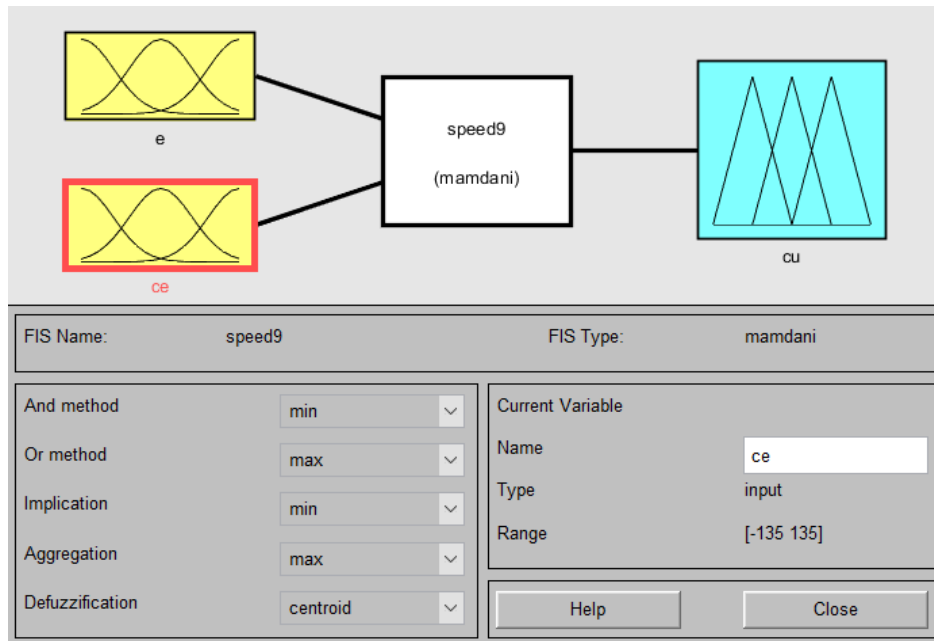 e
speed9
(mamdani)
ce
cu
FIS Name: speed9 FIS Type: mamdani
And method min
Or method max
Implication min
Aggregation max
Defuzzification centroid
Current Variable
Name ce
Type input
Range [-135 135]
Help Close